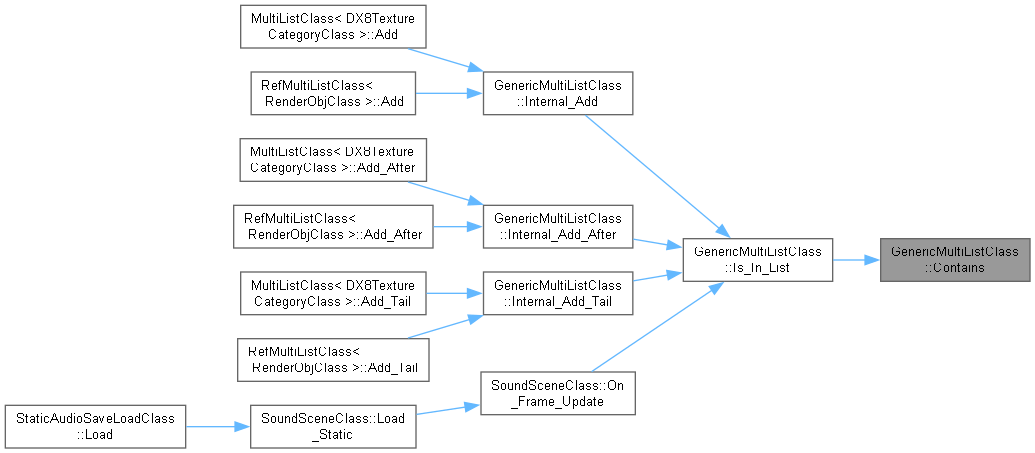 MultiListClass< DX8Texture
CategoryClass >::Add
RefMultiListClass<
RenderObjClass >::Add
GenericMultiListClass
::Internal_Add
MultiListClass< DX8Texture
CategoryClass >::Add_After
RefMultiListClass<
RenderObjClass >::Add_After
GenericMultiListClass
::Internal_Add_After
GenericMultiListClass
::Is_In_List
GenericMultiListClass
::Contains
MultiListClass< DX8Texture
CategoryClass >::Add_Tail
GenericMultiListClass
::Internal_Add_Tail
RefMultiListClass<
RenderObjClass >::Add_Tail
SoundSceneClass::On
_Frame_Update
StaticAudioSaveLoadClass
::Load
SoundSceneClass::Load
_Static